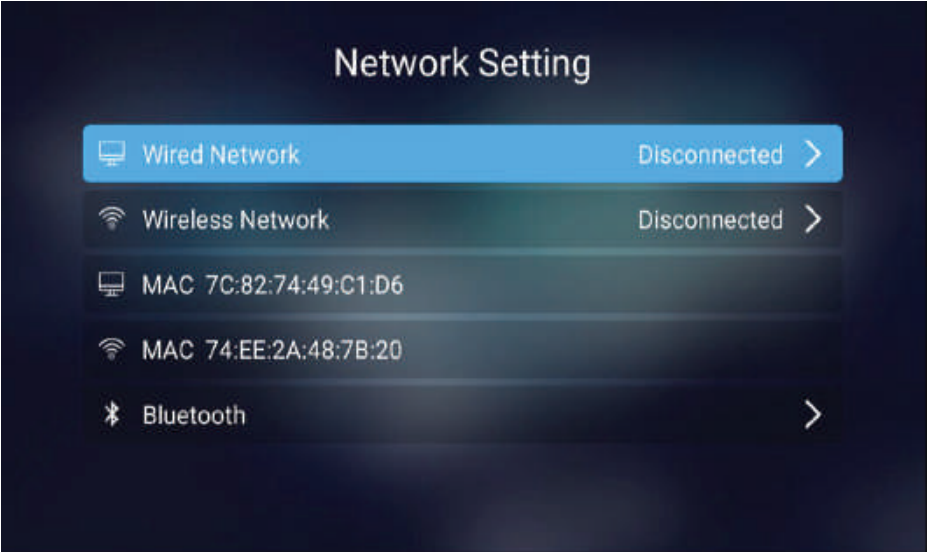 Network Setting
Wired Network Disconnected
Wireless Network Disconnected
MAC 7C:82:74:49:C1:D6
MAC 74:EE:2A:48:7B:20
Bluetooth